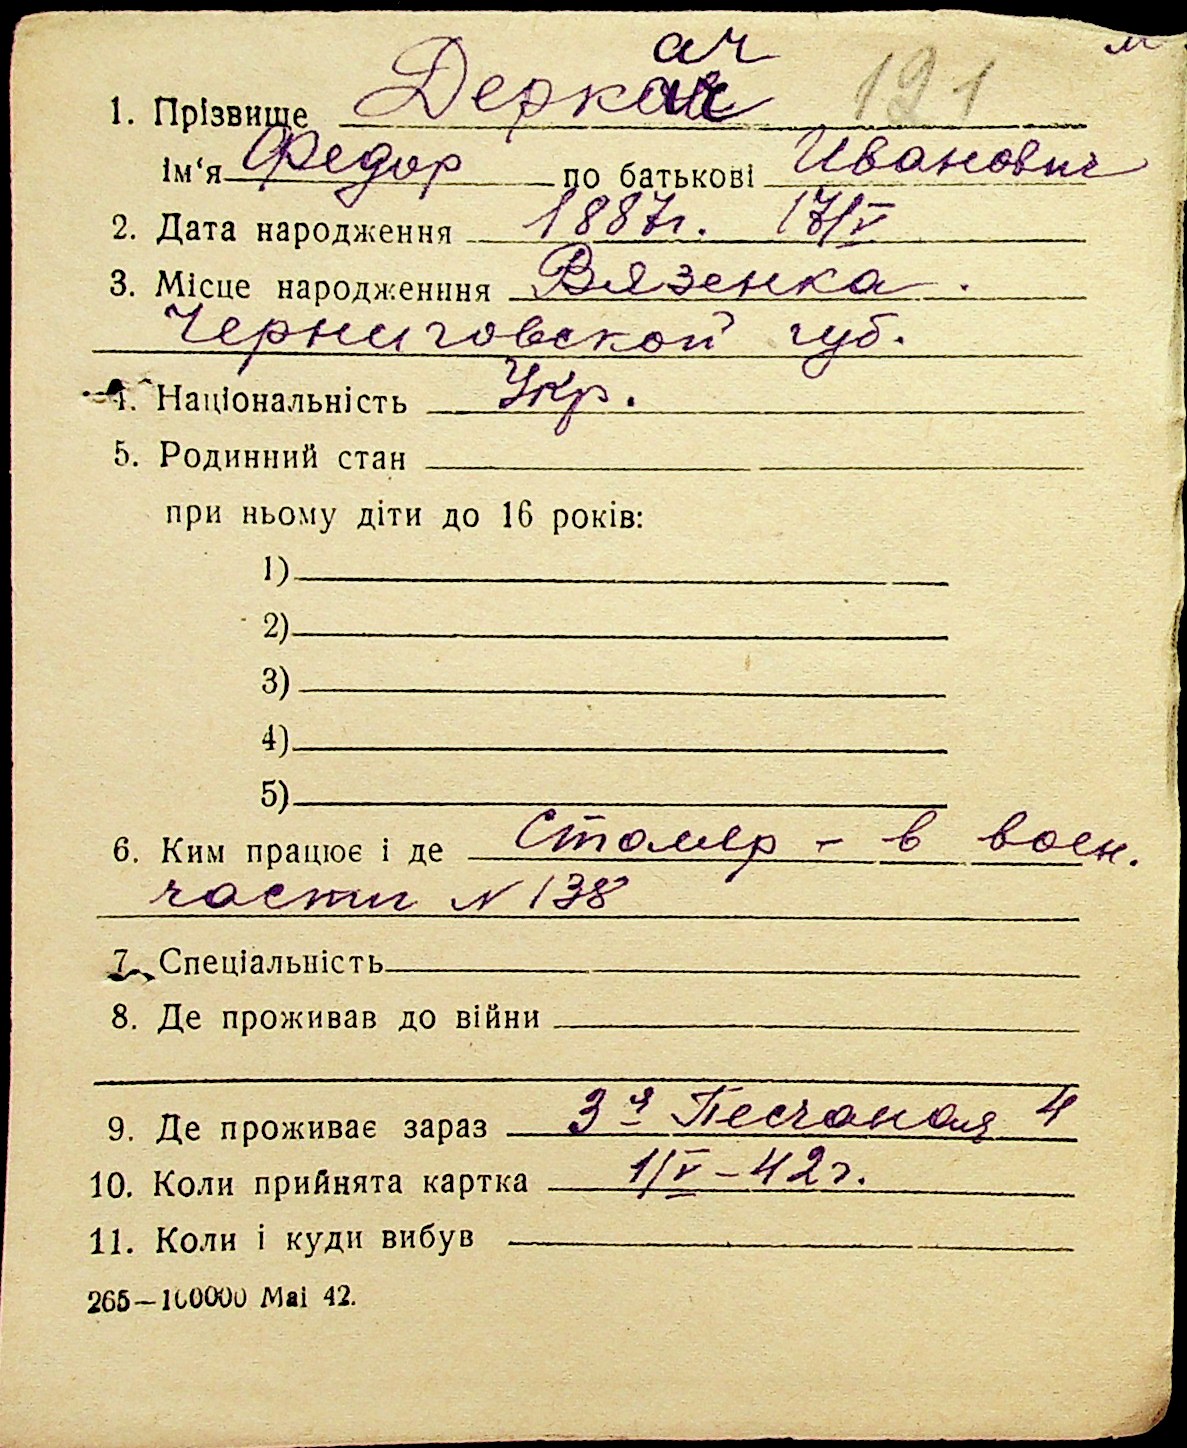 ач м
1. Прізвище Деркач 121
ім‘я Федор по батькові Иванович
2. Дата народження 1887г. 17/V
3. Місце народженння Вязенка.
Черниговской губ.
4. Національність Укр.
5. Родинний стан
при ньому діти до 16 років:
1)
2)
3)
4)
5)
6. Ким працює і де Столяр - в воен.
части N 138
7. Спеціальність
8. Де проживав до війни
9. Де проживає зараз 3-я Песчаная 4
10. Коли прийнята картка 1/V-42г.
11. Коли і куди вибув
265—100000 Mai 42.